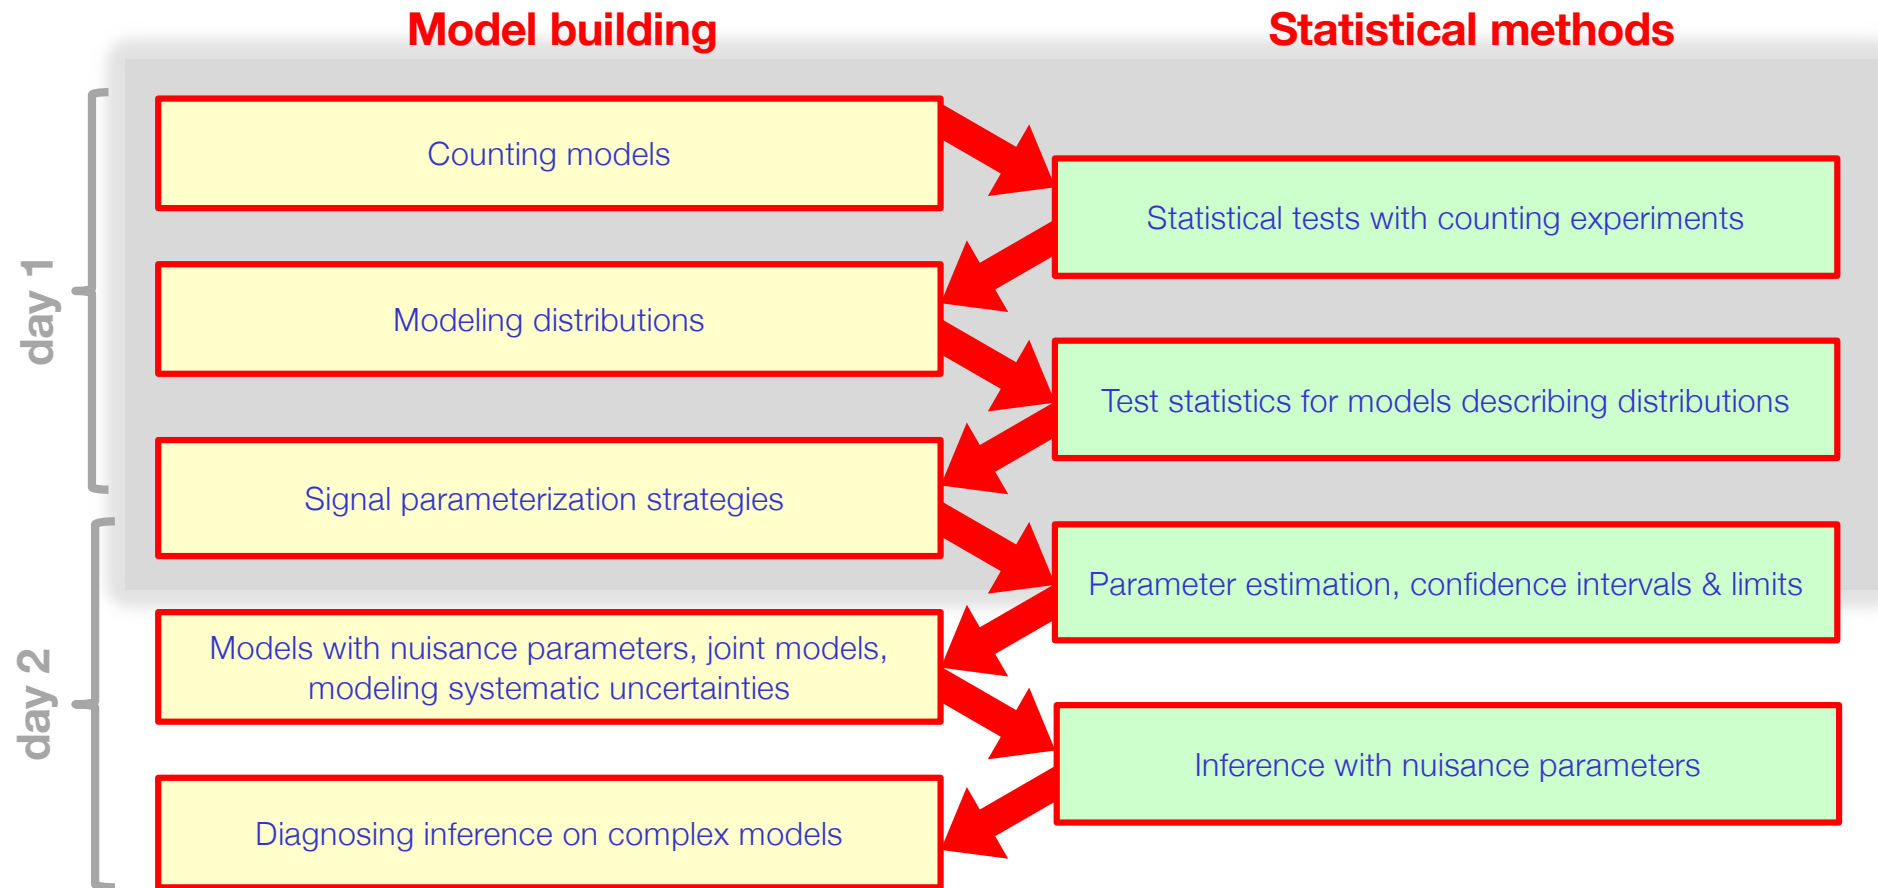 Model building
Statistical methods
day 1
Counting models
Statistical tests with counting experiments
Modeling distributions
Test statistics for models describing distributions
Signal parameterization strategies
Parameter estimation, confidence intervals & limits
day 2
Models with nuisance parameters, joint models,
modeling systematic uncertainties
Inference with nuisance parameters
Diagnosing inference on complex models